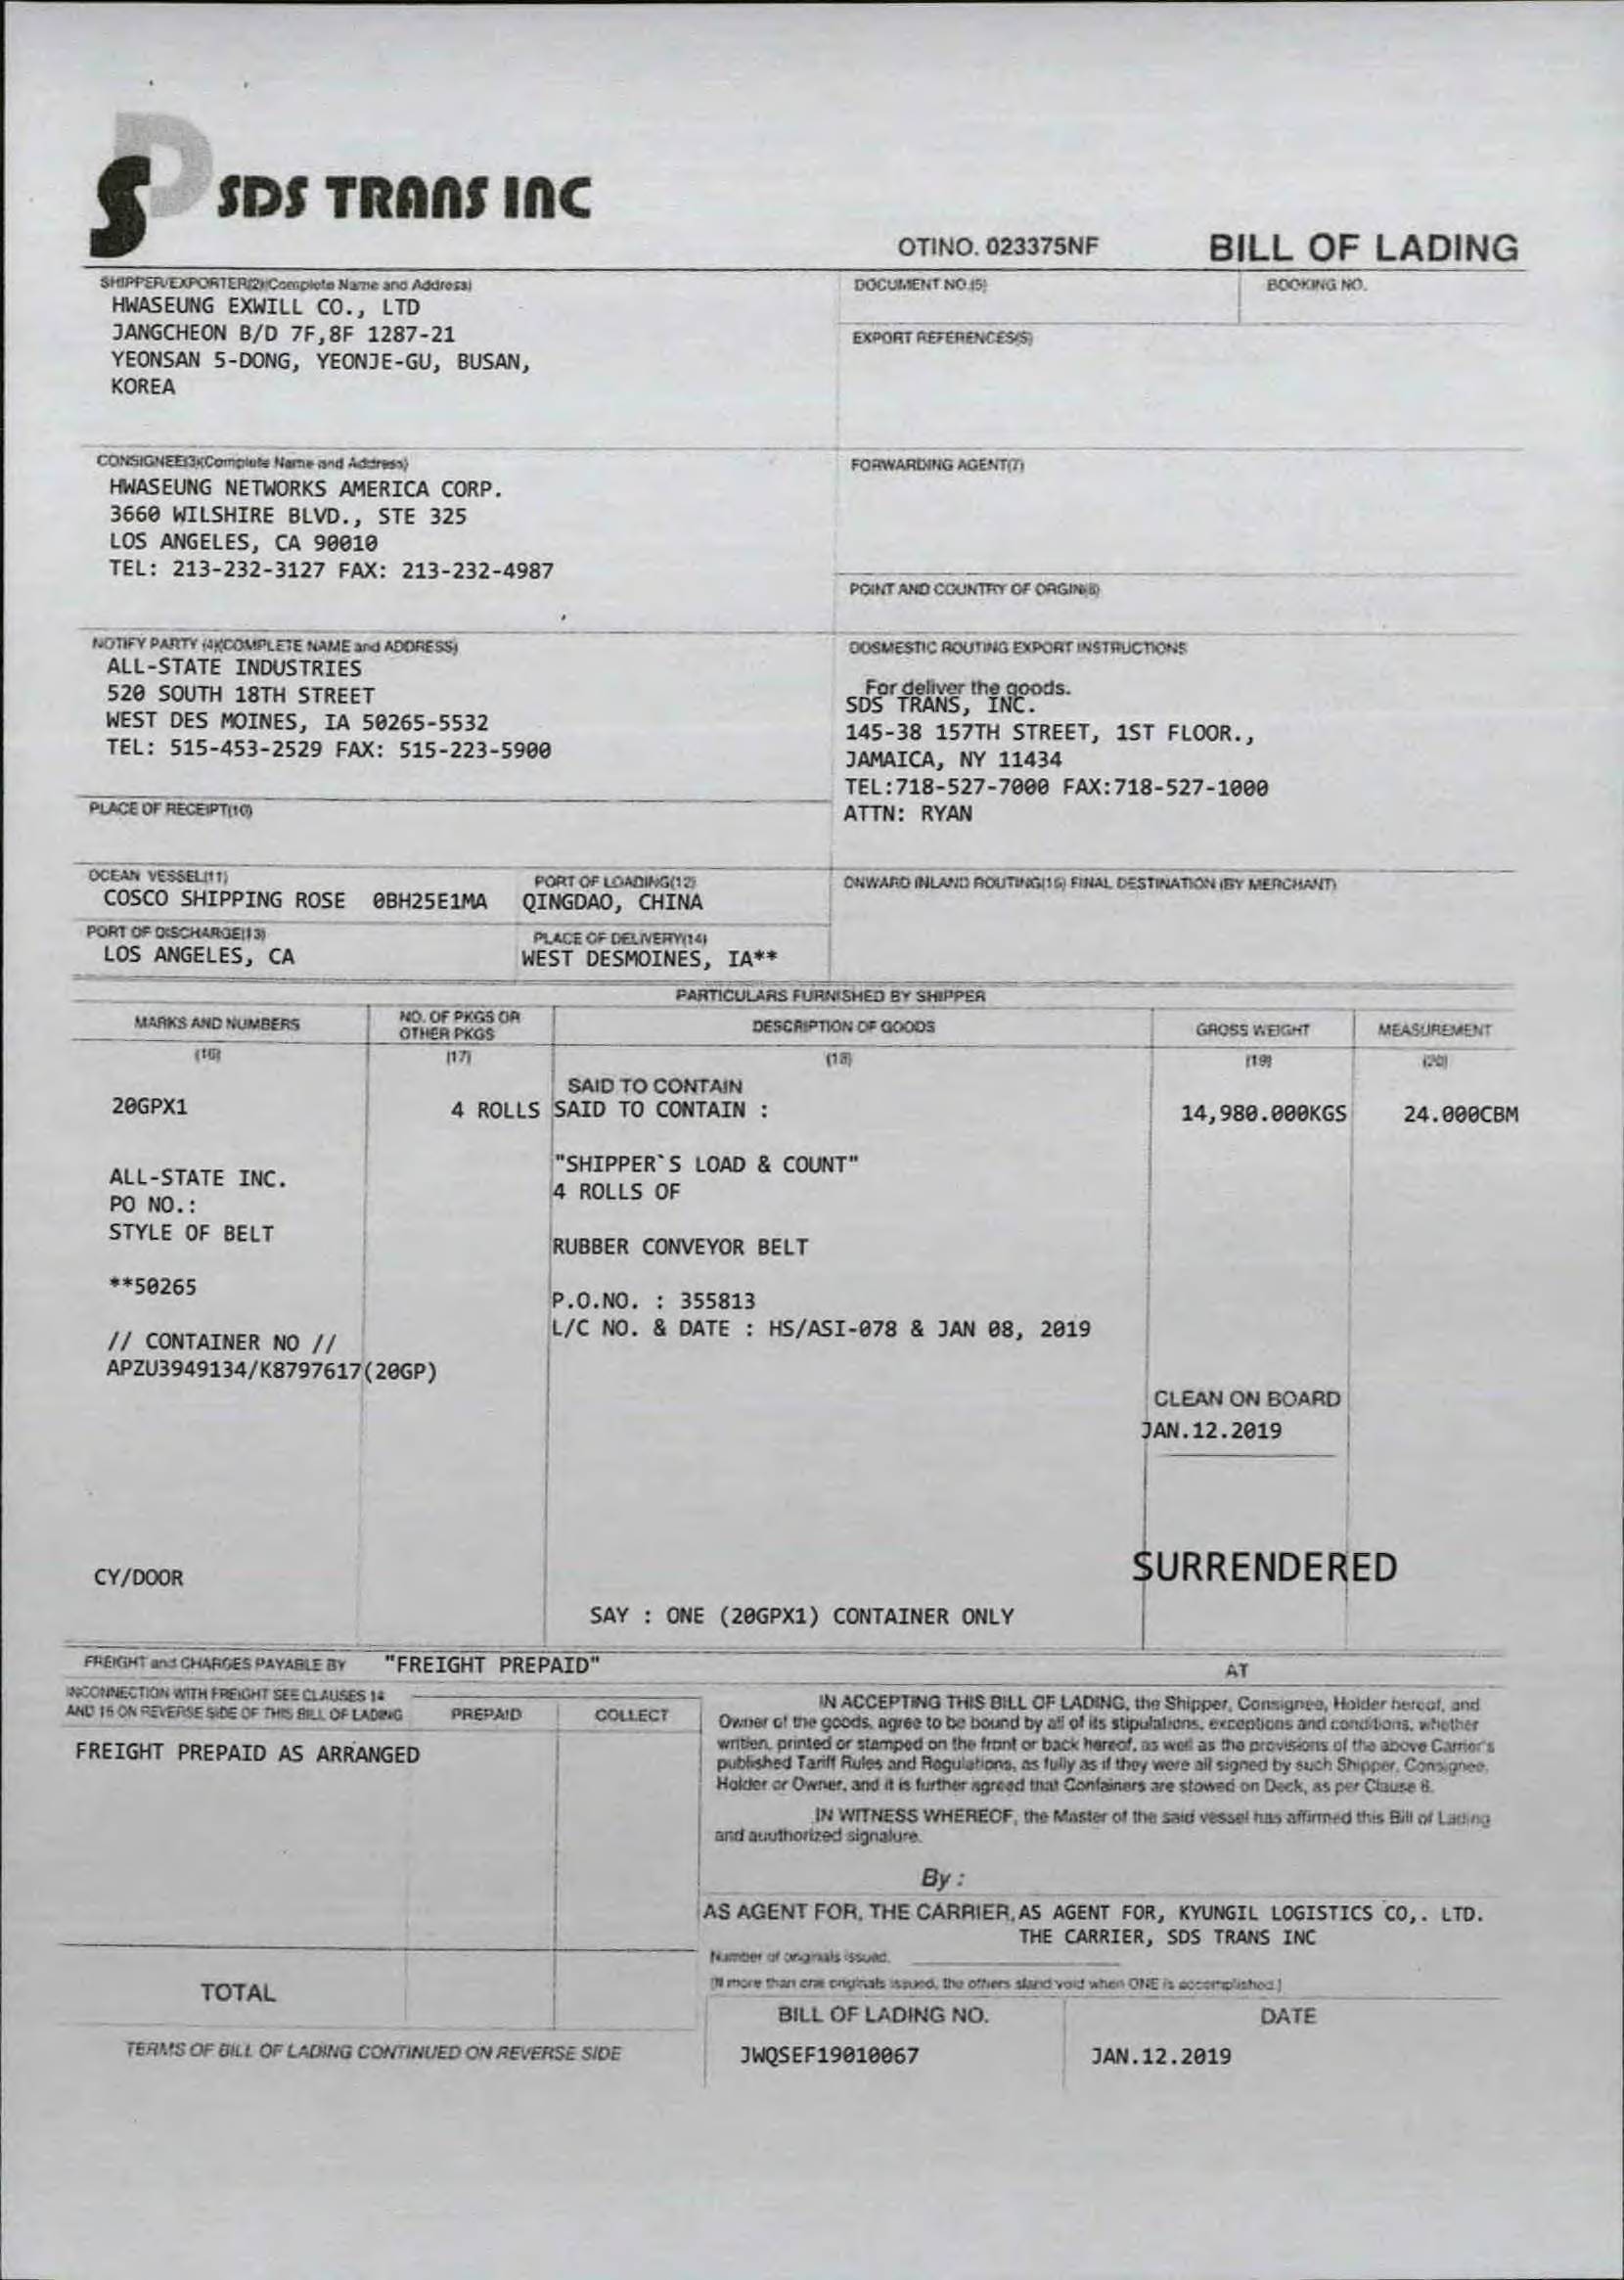 SDS TRANS INC
OTINO. 023375NF
BILL OF LADING
SHIPPER/EXPORTER(2)(Complete Name and Address)
HWASEUNG EXWILL CO., LTD
JANGCHEON B/D 7F,8F 1287-21
YEONSAN 5-DONG, YEONJE-GU, BUSAN,
KOREA
DOCUMENT NO.(5)
BOOKING NO.
EXPORT REFERENCES(S)
CONSIGNEE(3)(Complete Name and Address)
HWASEUNG NETWORKS AMERICA CORP.
3660 WILSHIRE BLVD., STE 325
LOS ANGELES, CA 90010
TEL: 213-232-3127 FAX: 213-232-4987
FORWARDING AGENT(7)
POINT AND COUNTRY OF ORGIN(8)
NOTIFY PARTY (4)(COMPLETE NAME and ADDRESS)
ALL-STATE INDUSTRIES
520 SOUTH 18TH STREET
WEST DES MOINES, IA 50265-5532
TEL: 515-453-2529 FAX: 515-223-5900
DOSMESTIC ROUTING EXPORT INSTRUCTIONS
For deliver the goods.
SDS TRANS, INC.
145-38 157TH STREET, 1ST FLOOR.,
JAMAICA, NY 11434
TEL:718-527-7000 FAX:718-527-1000
ATTN: RYAN
PLACE OF RECEIPT(10)
OCEAN VESSEL(11)
COSCO SHIPPING ROSE 0BH25E1MA
PORT OF LOADING(12)
QINGDAO, CHINA
ONWARD INLAND ROUTING(15) FINAL DESTINATION (BY MERCHANT)
PORT OF DISCHARGE(13)
LOS ANGELES, CA
PLACE OF DELIVERY(14)
WEST DESMOINES, IA**
PARTICULARS FURNISHED BY SHIPPER
MARKS AND NUMBERS
NO. OF PKGS OR
OTHER PKGS
DESCRIPTION OF GOODS
GROSS WEIGHT
MEASUREMENT
(16)
(17)
(18)
(19)
(20)
SAID TO CONTAIN
20GPX1
4 ROLLS
SAID TO CONTAIN :
14,980.000KGS
24.000CBM
"SHIPPER`S LOAD & COUNT"
4 ROLLS OF
ALL-STATE INC.
PO NO.:
STYLE OF BELT
RUBBER CONVEYOR BELT
**50265
P.O.NO. : 355813
L/C NO. & DATE : HS/ASI-078 & JAN 08, 2019
// CONTAINER NO //
APZU3949134/K8797617(20GP)
CLEAN ON BOARD
JAN.12.2019
SURRENDERED
CY/DOOR
SAY : ONE (20GPX1) CONTAINER ONLY
FREIGHT and CHARGES PAYABLE BY
"FREIGHT PREPAID"
AT
INCONNECTION WITH FREIGHT SEE CLAUSES 14
AND 15 ON REVERSE SIDE OF THIS BILL OF LADING
PREPAID
COLLECT
FREIGHT PREPAID AS ARRANGED
IN ACCEPTING THIS BILL OF LADING, the Shipper, Consignee, Holder hereof, and
Owner of the goods, agree to be bound by all of its stipulations, exceptions and conditions, whether
written, printed or stamped on the front or back hereof, as well as the provisions of the above Carrier's
published Tariff Rules and Regulations, as fully as if they were all signed by such Shipper, Consignee,
Holder or Owner, and it is further agreed that Containers are stowed on Deck, as per Clause 6.
IN WITNESS WHEREOF, the Master of the said vessel has affirmed this Bill of Lading
and auuthorized signature.
By :
AS AGENT FOR, THE CARRIER, AS AGENT FOR, KYUNGIL LOGISTICS CO,. LTD.
THE CARRIER, SDS TRANS INC
Number of originals issued.
(If more than one originals issued, the others stand void when ONE is accomplished.)
TOTAL
BILL OF LADING NO.
DATE
TERMS OF BILL OF LADING CONTINUED ON REVERSE SIDE
JWQSEF19010067
JAN.12.2019